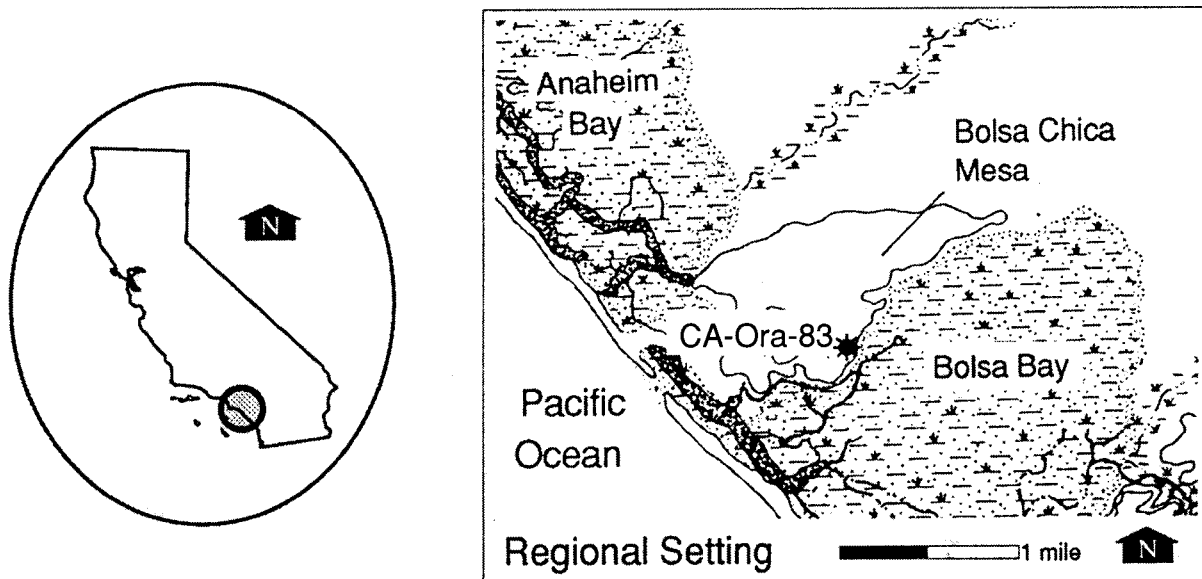 N
Anaheim
Bay
Bolsa Chica
Mesa
CA-Ora-83
Bolsa Bay
Pacific
Ocean
Regional Setting
1 mile
N